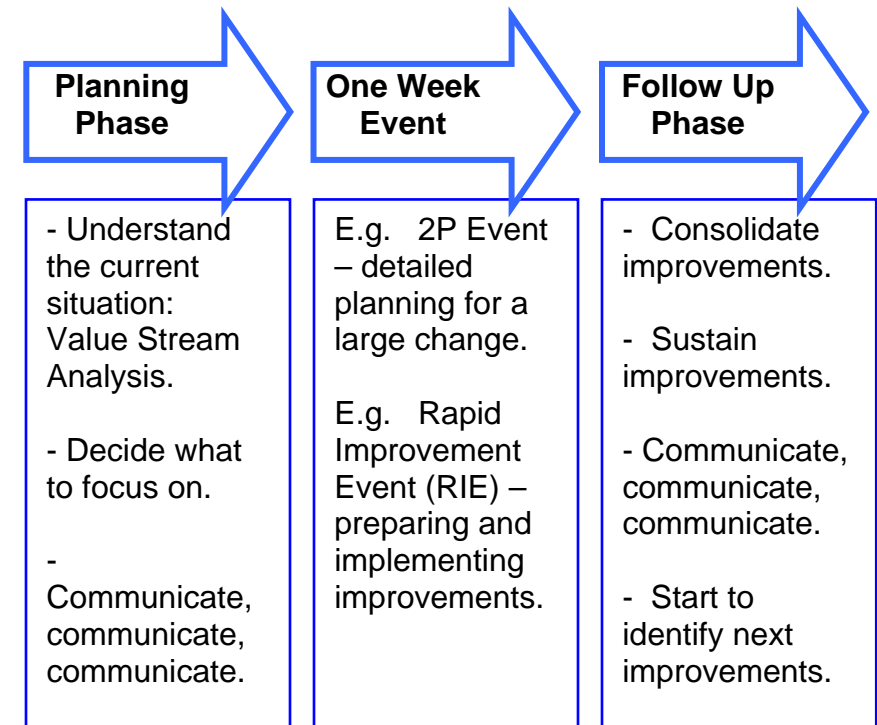 Planning
Phase
- Understand
the current
situation:
Value Stream
Analysis.
- Decide what
to focus on.
-
Communicate,
communicate,
communicate.
One Week
Event
E.g. 2P Event
– detailed
planning for a
large change.
E.g. Rapid
Improvement
Event (RIE) –
preparing and
implementing
improvements.
Follow Up
Phase
- Consolidate
improvements.
- Sustain
improvements.
- Communicate,
communicate,
communicate.
- Start to
identify next
improvements.